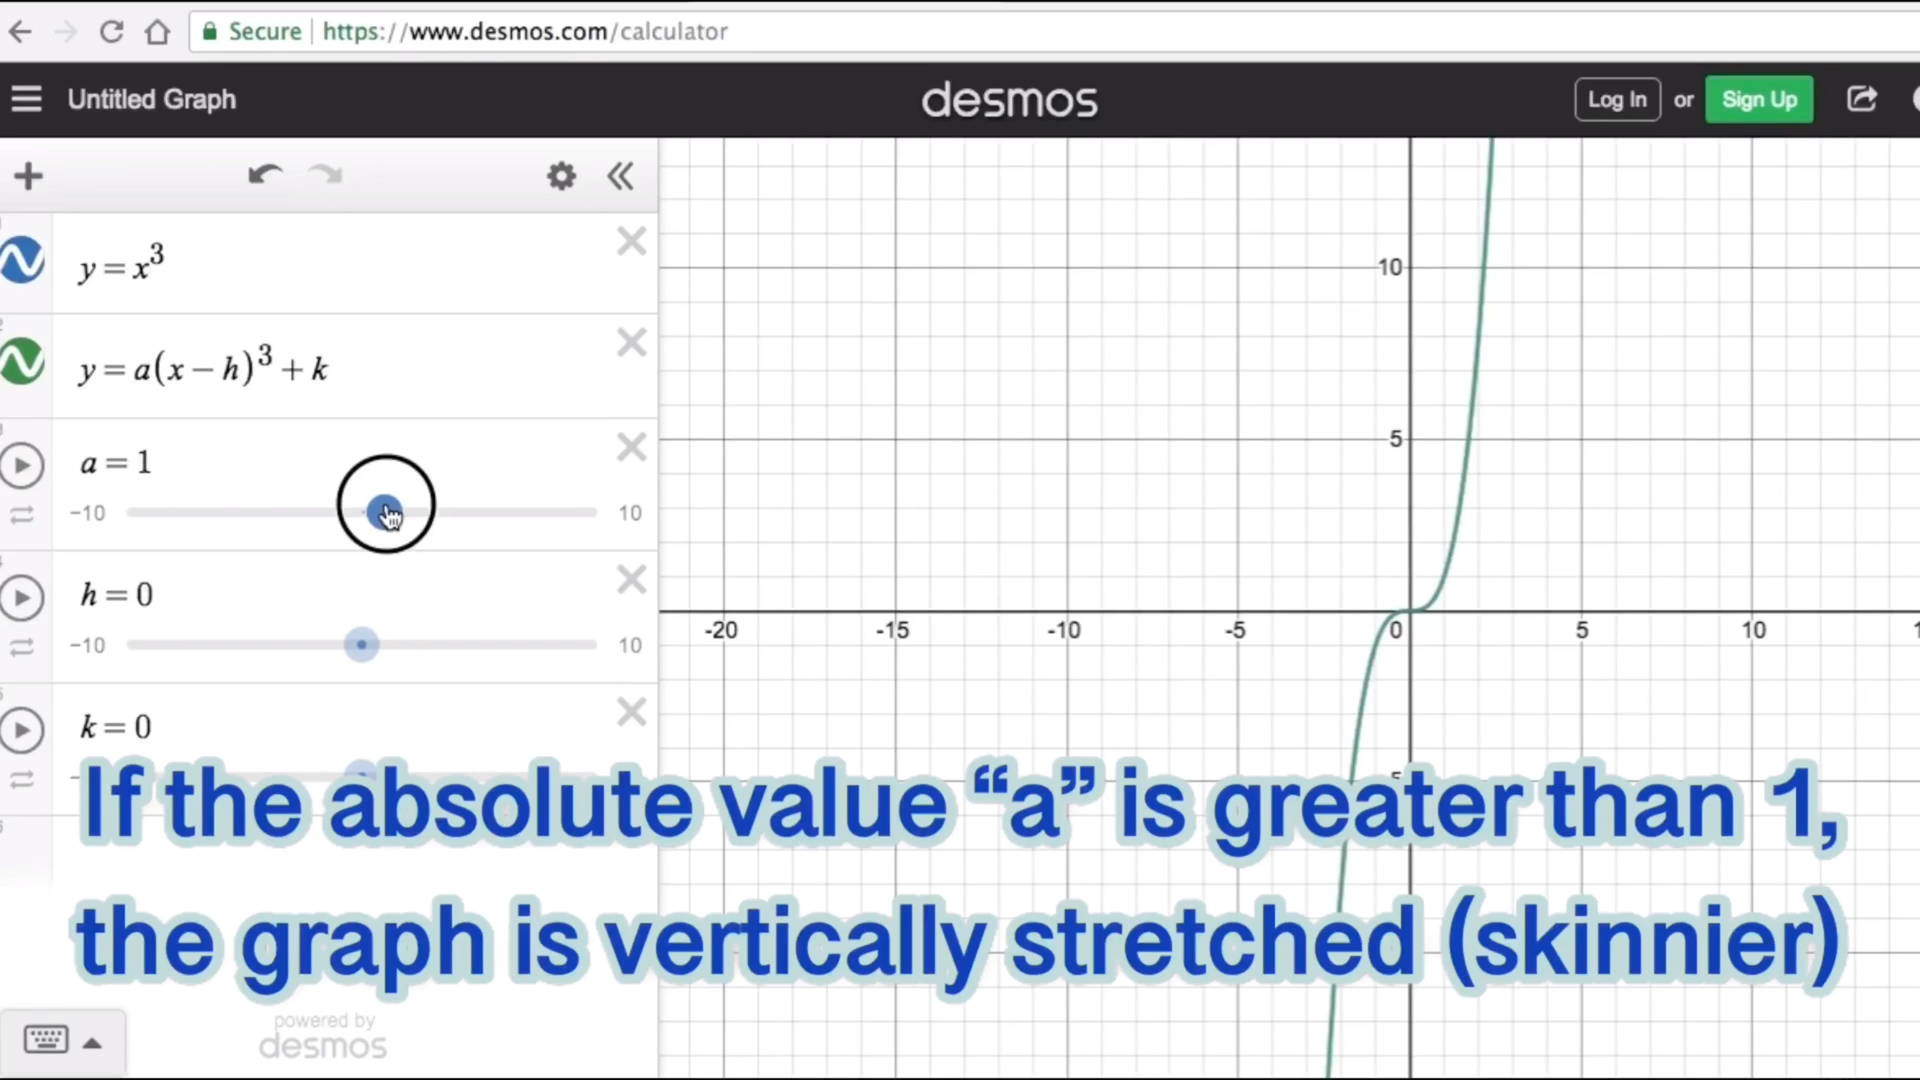 Secure https://www.desmos.com/calculator
Untitled Graph desmos Log In or Sign Up
y = x^3
y = a(x − h)^3 + k
a = 1
-10 10
h = 0
-10 10
k = 0
10
5
-20 -15 -10 -5 0 5 10
If the absolute value “a” is greater than 1,
the graph is vertically stretched (skinnier)
powered by
desmos